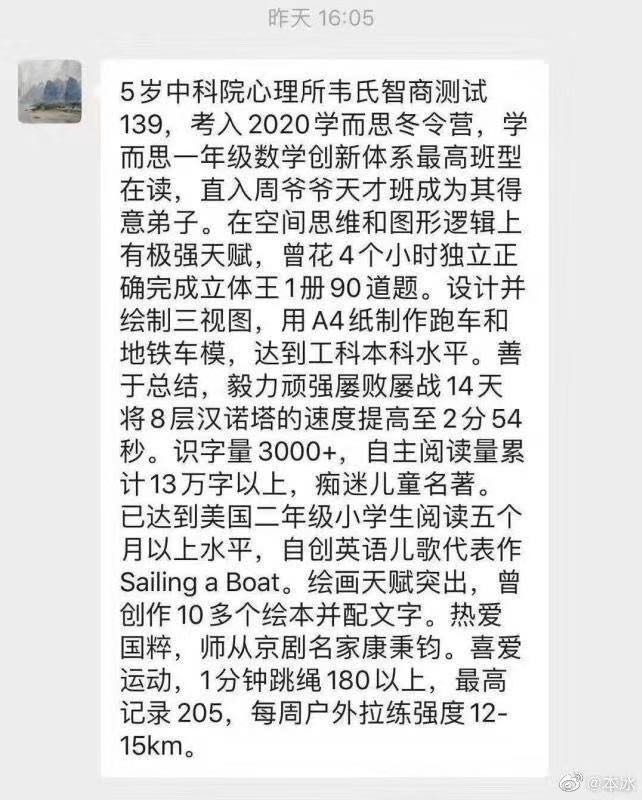 昨天 16:05
5岁中科院心理所韦氏智商测试
139，考入2020学而思冬令营，学
而思一年级数学创新体系最高班型
在读，直入周爷爷天才班成为其得
意弟子。在空间思维和图形逻辑上
有极强天赋，曾花4个小时独立正
确完成立体王1册90道题。设计并
绘制三视图，用A4纸制作跑车和
地铁车模，达到工科本科水平。善
于总结，毅力顽强屡败屡战14天
将8层汉诺塔的速度提高至2分54
秒。识字量3000+，自主阅读量累
计13万字以上，痴迷儿童名著。
已达到美国二年级小学生阅读五个
月以上水平，自创英语儿歌代表作
Sailing a Boat。绘画天赋突出，曾
创作10多个绘本并配文字。热爱
国粹，师从京剧名家康秉钧。喜爱
运动，1分钟跳绳180以上，最高
记录205，每周户外拉练强度12-
15km。
@本冰